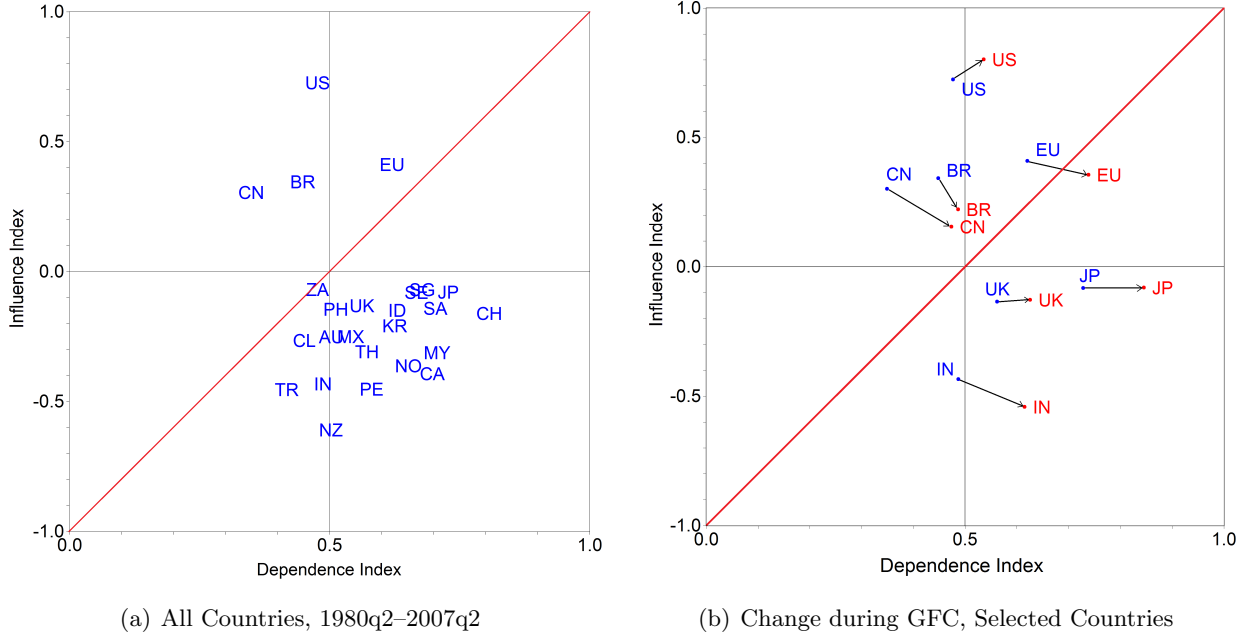 1.0
0.5
0.0
-0.5
-1.0
Influence Index
US
EU
BR
CN
ZA
SE
SG
JP
PH
UK
ID
SA
CH
KR
CL
AU
MX
TH
MY
NO
CA
TR
IN
PE
NZ
0.0
0.5
1.0
Dependence Index
(a) All Countries, 1980q2–2007q2
1.0
0.5
0.0
-0.5
-1.0
Influence Index
US
US
EU
EU
CN
BR
BR
CN
JP
JP
UK
UK
IN
IN
0.0
0.5
1.0
Dependence Index
(b) Change during GFC, Selected Countries